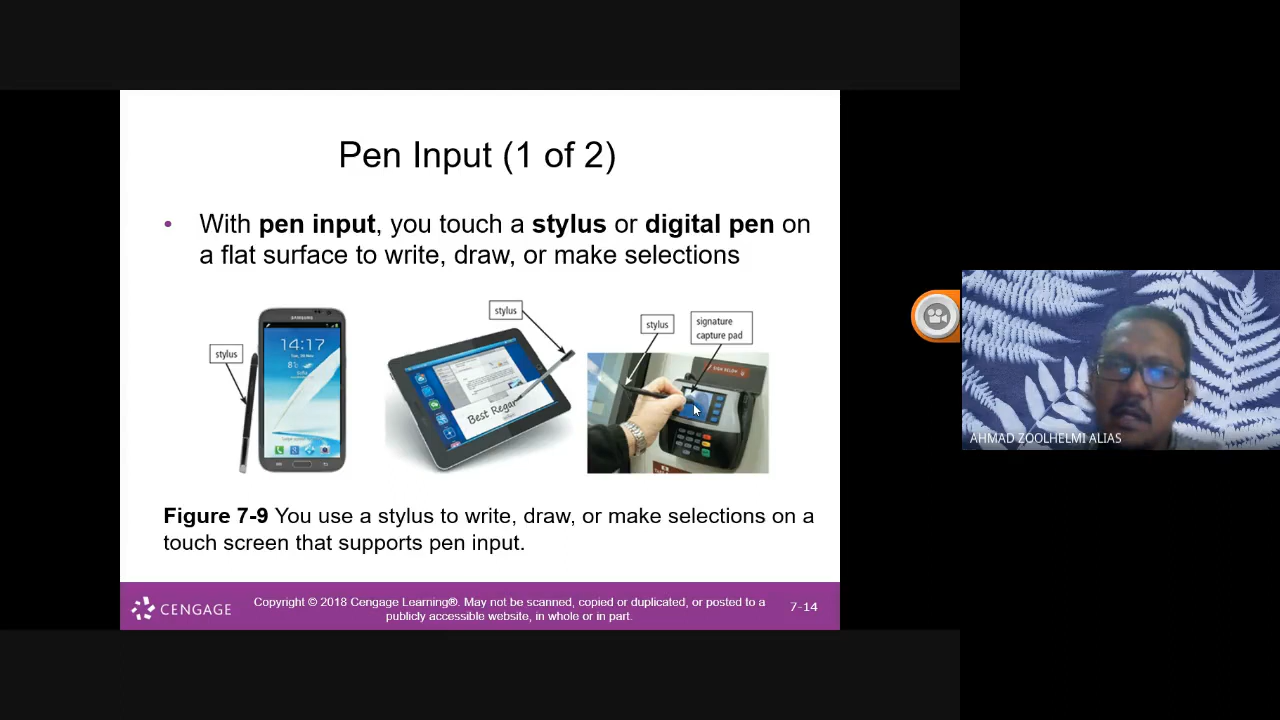 Pen Input (1 of 2)
• With pen input, you touch a stylus or digital pen on
a flat surface to write, draw, or make selections
stylus
SAMSUNG
14:17
stylus
Best Regar
stylus
signature
capture pad
SIGN BELOW
Figure 7-9 You use a stylus to write, draw, or make selections on a
touch screen that supports pen input.
CENGAGE
Copyright © 2018 Cengage Learning®. May not be scanned, copied or duplicated, or posted to a
publicly accessible website, in whole or in part.
7-14
AHMAD ZOOLHELMI ALIAS